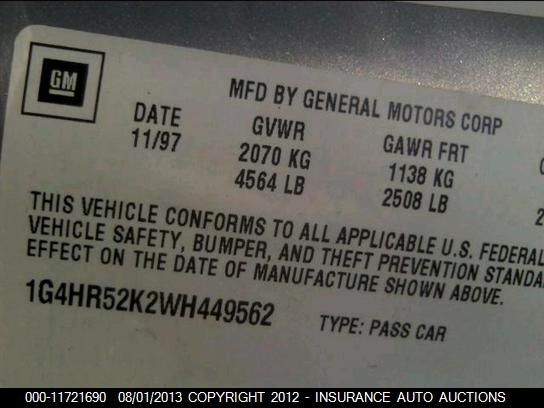 GM
MFD BY GENERAL MOTORS CORP
DATE GVWR GAWR FRT
11/97 2070 KG 1138 KG
4564 LB 2508 LB
THIS VEHICLE CONFORMS TO ALL APPLICABLE U.S. FEDERAL
VEHICLE SAFETY, BUMPER, AND THEFT PREVENTION STANDA
EFFECT ON THE DATE OF MANUFACTURE SHOWN ABOVE.
1G4HR52K2WH449562 TYPE: PASS CAR
000-11721690 08/01/2013 COPYRIGHT 2012 - INSURANCE AUTO AUCTIONS